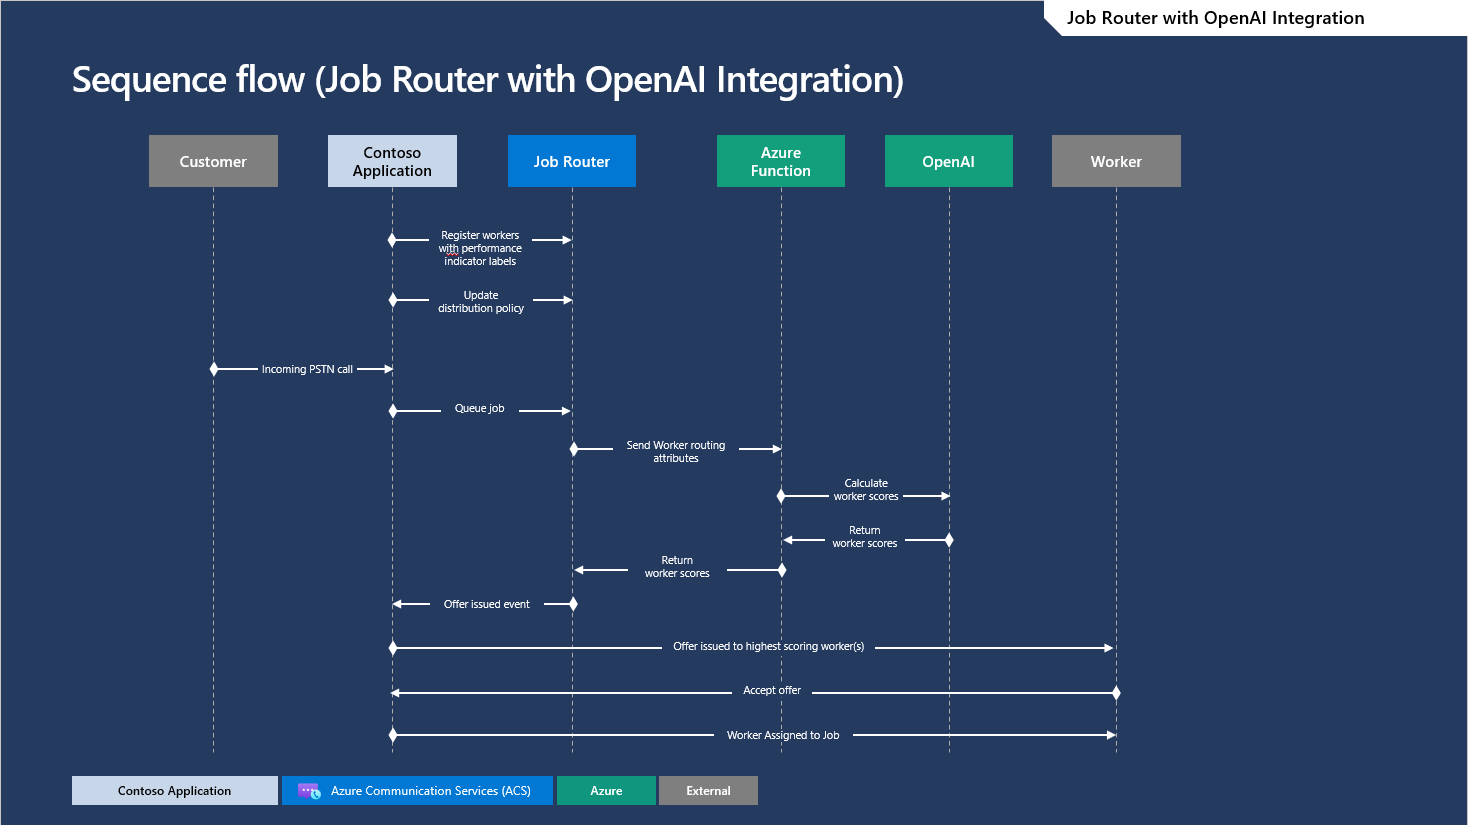 Job Router with OpenAI Integration
Sequence flow (Job Router with OpenAI Integration)
Customer
Contoso
Application
Job Router
Azure
Function
OpenAI
Worker
Register workers
with performance
indicator labels
Update
distribution policy
Incoming PSTN call
Queue job
Send Worker routing
attributes
Calculate
worker scores
Return
worker scores
Return
worker scores
Offer issued event
Offer issued to highest scoring worker(s)
Accept offer
Worker Assigned to Job
Contoso Application
Azure Communication Services (ACS)
Azure
External